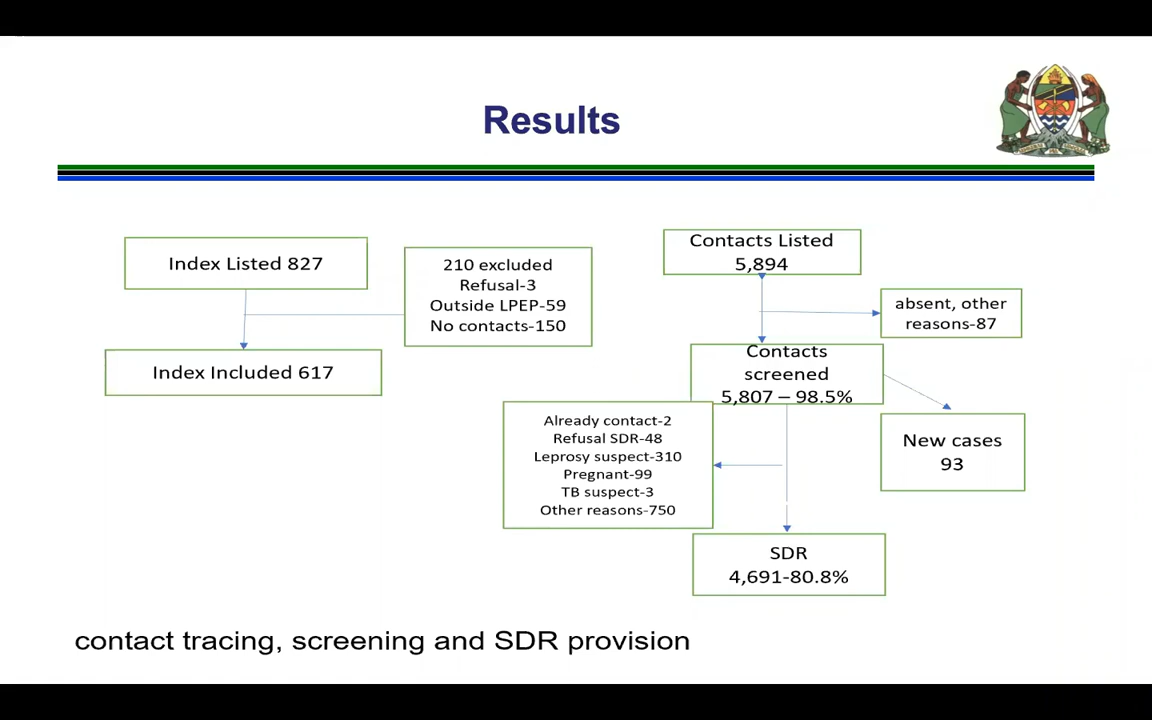 Results
Index Listed 827
210 excluded
Refusal-3
Outside LPEP-59
No contacts-150
Index Included 617
Contacts Listed
5,894
absent, other
reasons-87
Contacts
screened
5,807 – 98.5%
New cases
93
Already contact-2
Refusal SDR-48
Leprosy suspect-310
Pregnant-99
TB suspect-3
Other reasons-750
SDR
4,691-80.8%
contact tracing, screening and SDR provision